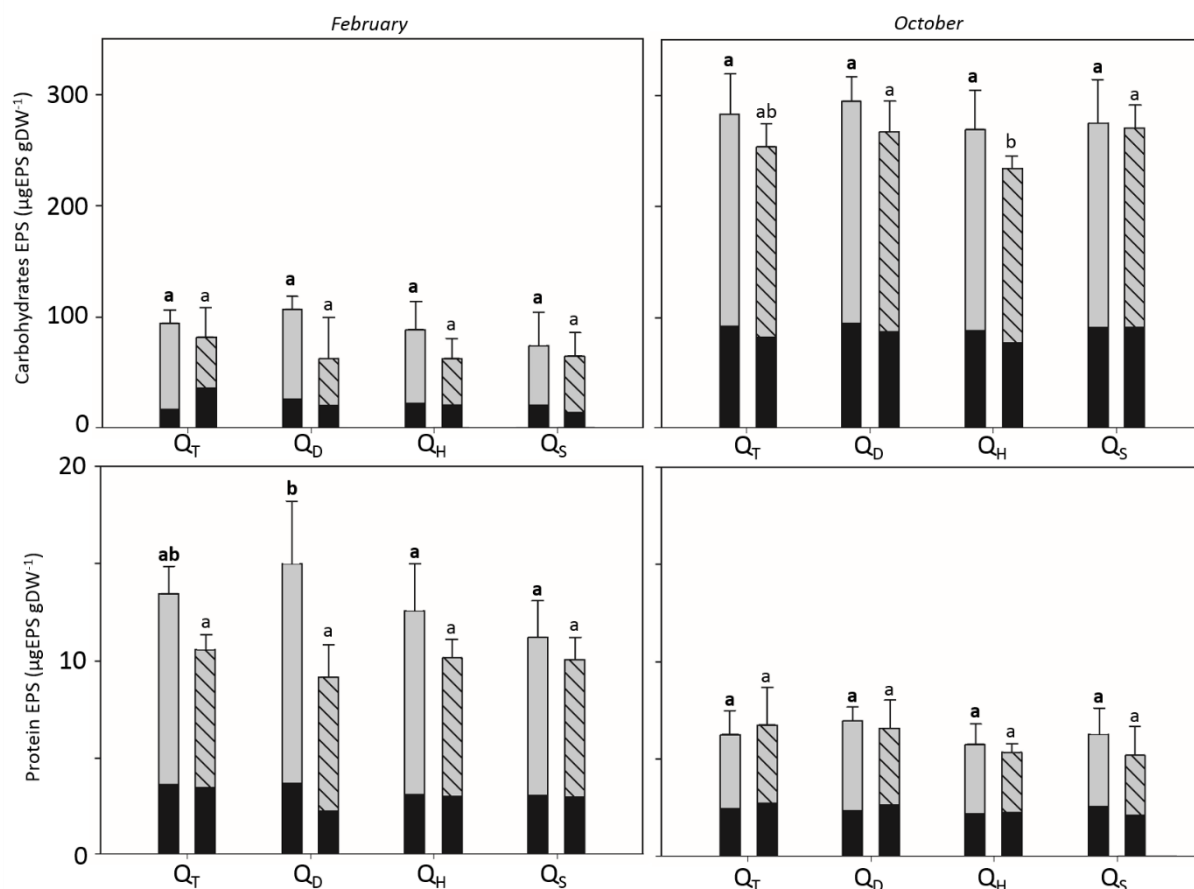 February
October
Carbohydrates EPS (µgEPS gDW⁻¹)
300
200
100
0
a a a a a a a a
a ab a a a b a a
Q_T Q_D Q_H Q_S
Q_T Q_D Q_H Q_S
Protein EPS (µgEPS gDW⁻¹)
20
10
0
ab a b a a a a a
a a a a a a a a
Q_T Q_D Q_H Q_S
Q_T Q_D Q_H Q_S